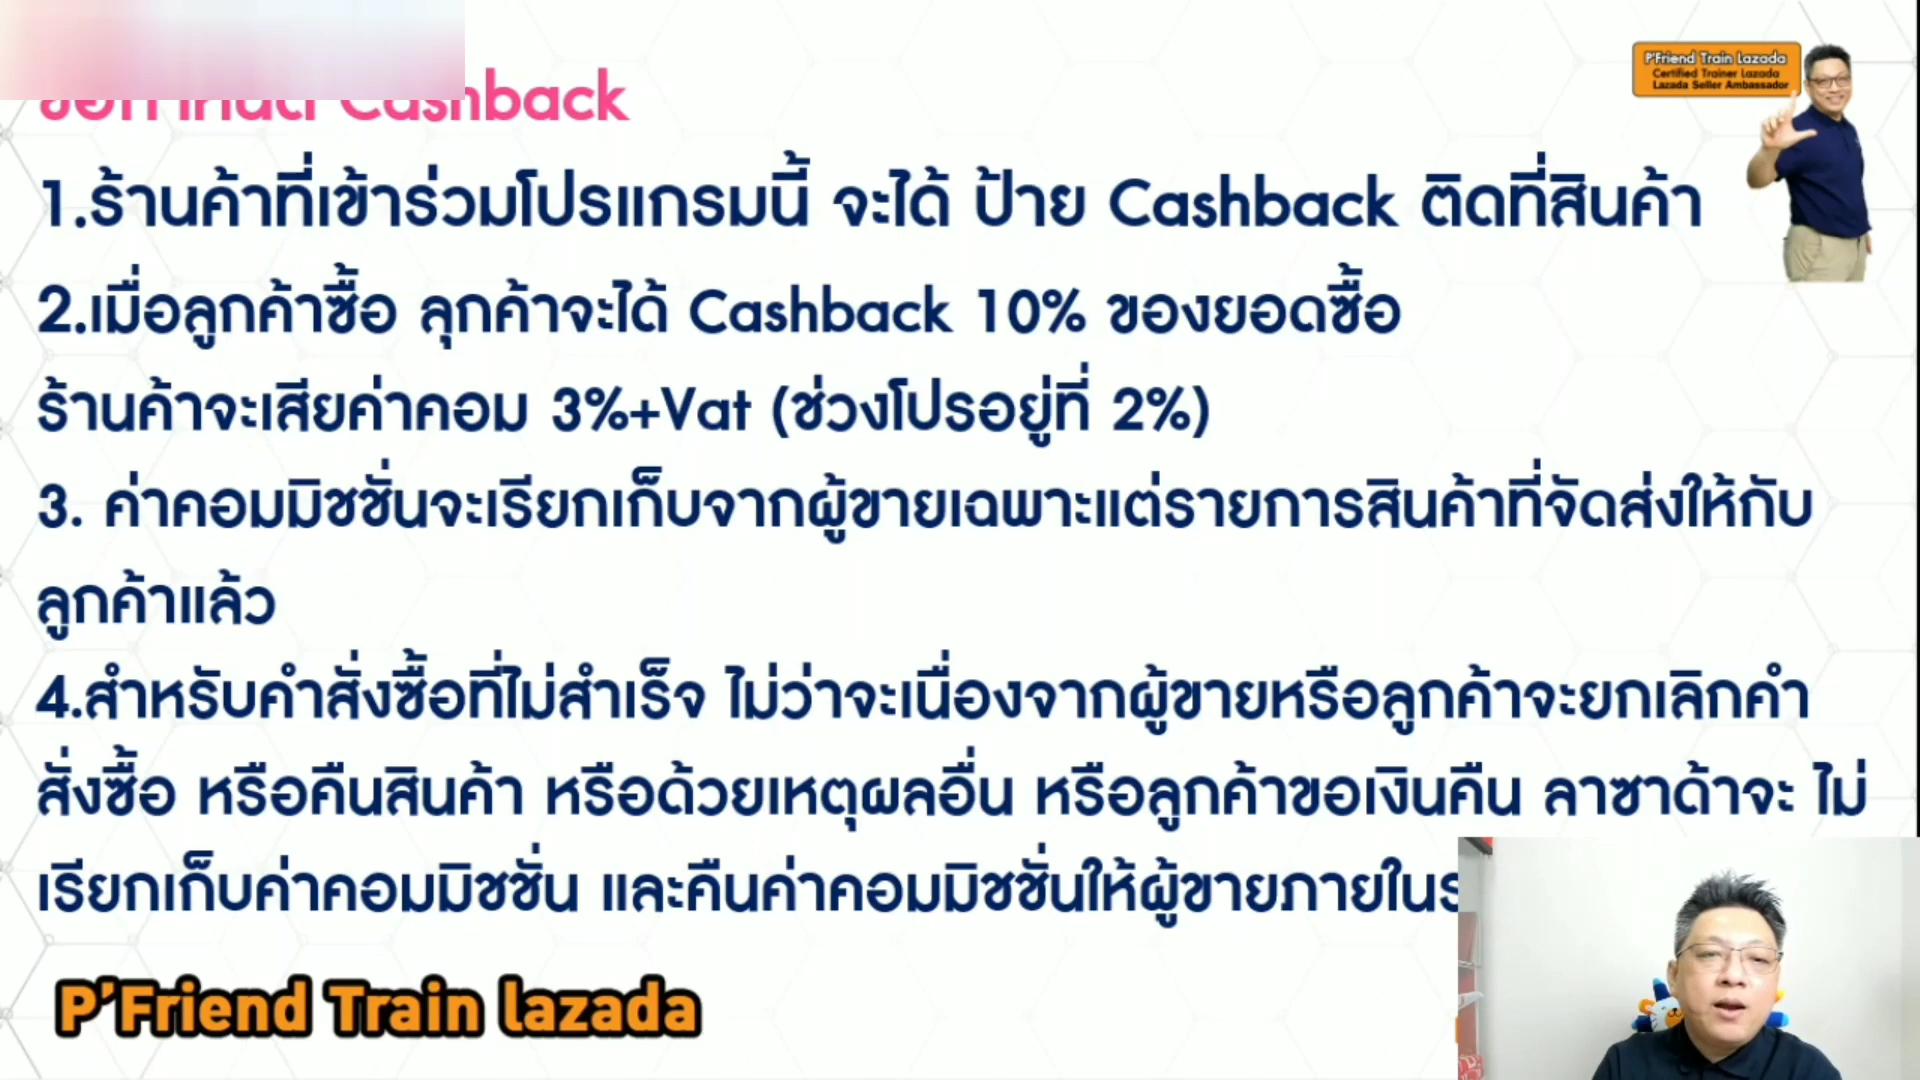 Cashback
P'Friend Train Lazada
Certified Trainer Lazada
Lazada Seller Ambassador
1.ร้านค้าที่เข้าร่วมโปรแกรมนี้ จะได้ ป้าย Cashback ติดที่สินค้า
2.เมื่อลูกค้าซื้อ ลุกค้าจะได้ Cashback 10% ของยอดซื้อ
ร้านค้าจะเสียค่าคอม 3%+Vat (ช่วงโปรอยู่ที่ 2%)
3. ค่าคอมมิชชั่นจะเรียกเก็บจากผู้ขายเฉพาะแต่รายการสินค้าที่จัดส่งให้กับ
ลูกค้าแล้ว
4.สำหรับคำสั่งซื้อที่ไม่สำเร็จ ไม่ว่าจะเนื่องจากผู้ขายหรือลูกค้าจะยกเลิกคำ
สั่งซื้อ หรือคืนสินค้า หรือด้วยเหตุผลอื่น หรือลูกค้าขอเงินคืน ลาซาด้าจะ ไม่
เรียกเก็บค่าคอมมิชชั่น และคืนค่าคอมมิชชั่นให้ผู้ขายภายใน
P'Friend Train lazada